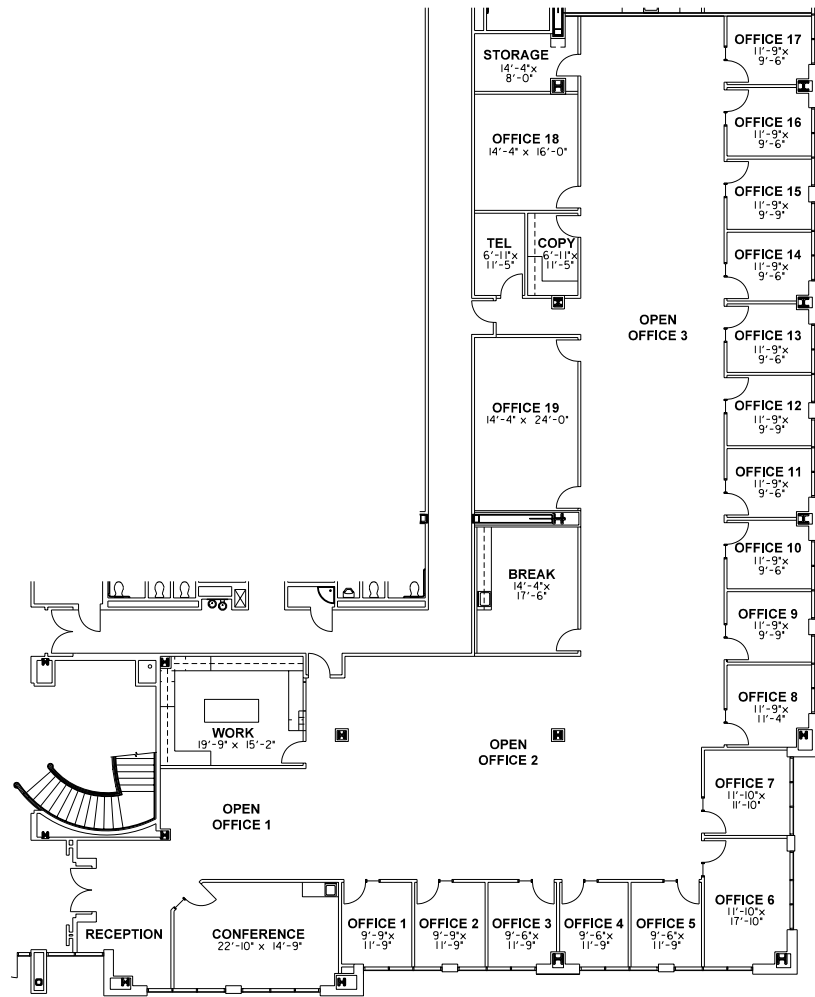 STORAGE
14'-4"x
8'-0"
OFFICE 17
11'-9"x
9'-6"
OFFICE 18
14'-4" x 16'-0"
OFFICE 16
11'-9"x
9'-6"
OFFICE 15
11'-9"x
9'-9"
TEL
6'-11"x
11'-5"
COPY
6'-11"x
11'-5"
OFFICE 14
11'-9"x
9'-6"
OPEN
OFFICE 3
OFFICE 13
11'-9"x
9'-6"
OFFICE 19
14'-4" x 24'-0"
OFFICE 12
11'-9"x
9'-9"
OFFICE 11
11'-9"x
9'-6"
BREAK
14'-4"x
17'-6"
OFFICE 10
11'-9"x
9'-6"
OFFICE 9
11'-9"x
9'-9"
OFFICE 8
11'-9"x
11'-4"
WORK
19'-9" x 15'-2"
OPEN
OFFICE 2
OFFICE 7
11'-10"x
11'-10"
OPEN
OFFICE 1
OFFICE 6
11'-10"x
17'-10"
RECEPTION
CONFERENCE
22'-10" x 14'-9"
OFFICE 1
9'-9"x
11'-9"
OFFICE 2
9'-9"x
11'-9"
OFFICE 3
9'-6"x
11'-9"
OFFICE 4
9'-6"x
11'-9"
OFFICE 5
9'-6"x
11'-9"